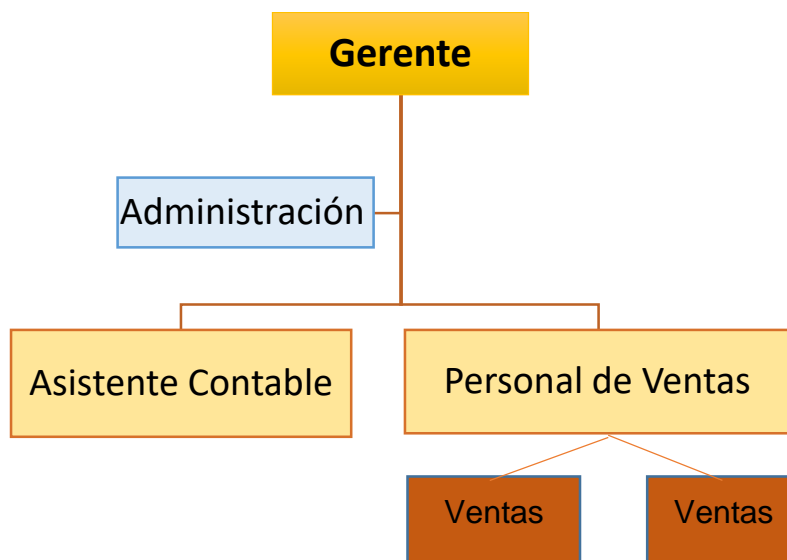 Gerente
Administración
Asistente Contable
Personal de Ventas
Ventas
Ventas